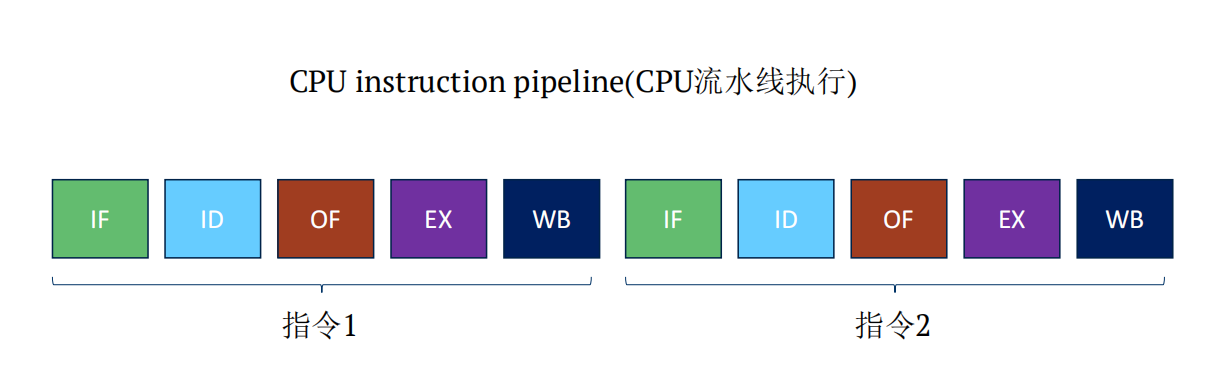 CPU instruction pipeline(CPU流水线执行)
IF ID OF EX WB IF ID OF EX WB
指令1 指令2